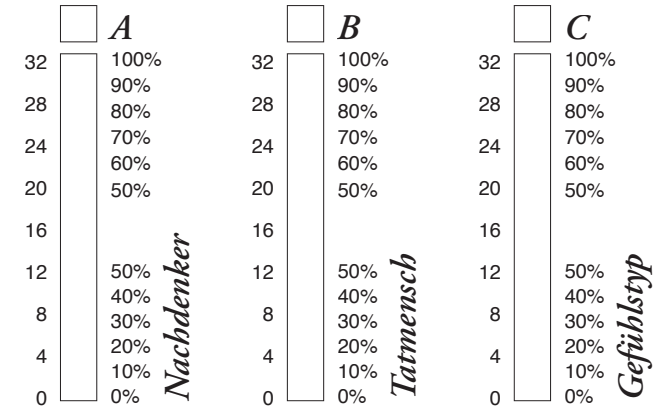 A B C
32 100% 32 100% 32 100%
90% 90% 90%
28 80% 28 80% 28 80%
70% 70% 70%
24 60% 24 60% 24 60%
20 50% 20 50% 20 50%
16 16 16
12 50% 12 50% 12 50%
40% 40% 40%
8 30% 8 30% 8 30%
20% 20% 20%
4 10% 4 10% 4 10%
0 0% 0 0% 0 0%
Nachdenker
Tatmensch
Gefühlstyp